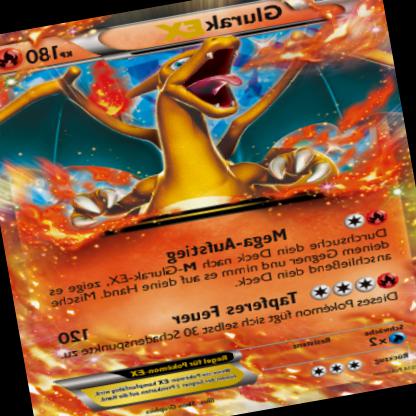 Glurak EX
KP 180
Mega-Aufstieg
Durchsuche dein Deck nach M-Glurak-EX, zeige es
deinem Gegner und nimm es auf deine Hand. Mische
anschließend dein Deck.
Tapferes Feuer 120
Dieses Pokémon fügt sich selbst 30 Schadenspunkte zu
Schwäche
×2
Resistenz
Rückzug
Regel für Pokémon-EX